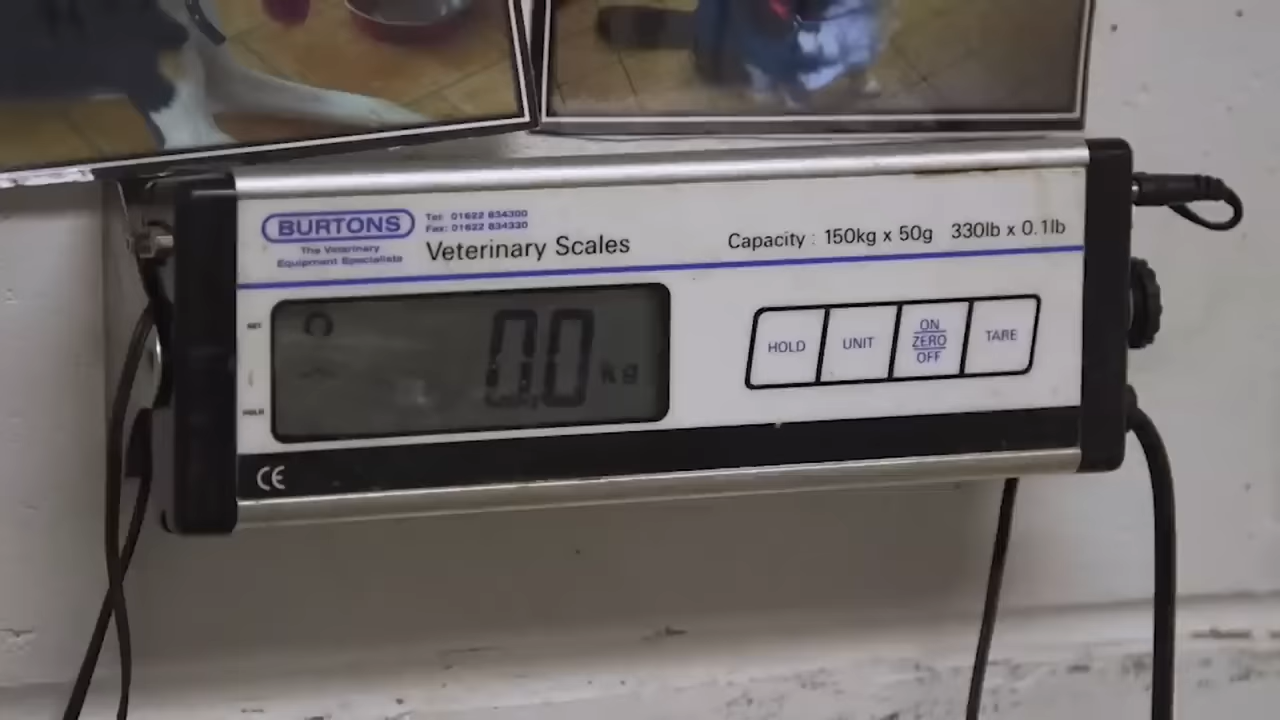 BURTONS
The Veterinary
Equipment Specialists
Tel: 01622 834300
Fax: 01622 834330
Veterinary Scales
Capacity : 150kg x 50g 330lb x 0.1lb
0.0 kg
HOLD
HOLD
UNIT
ON
ZERO
OFF
TARE
CE